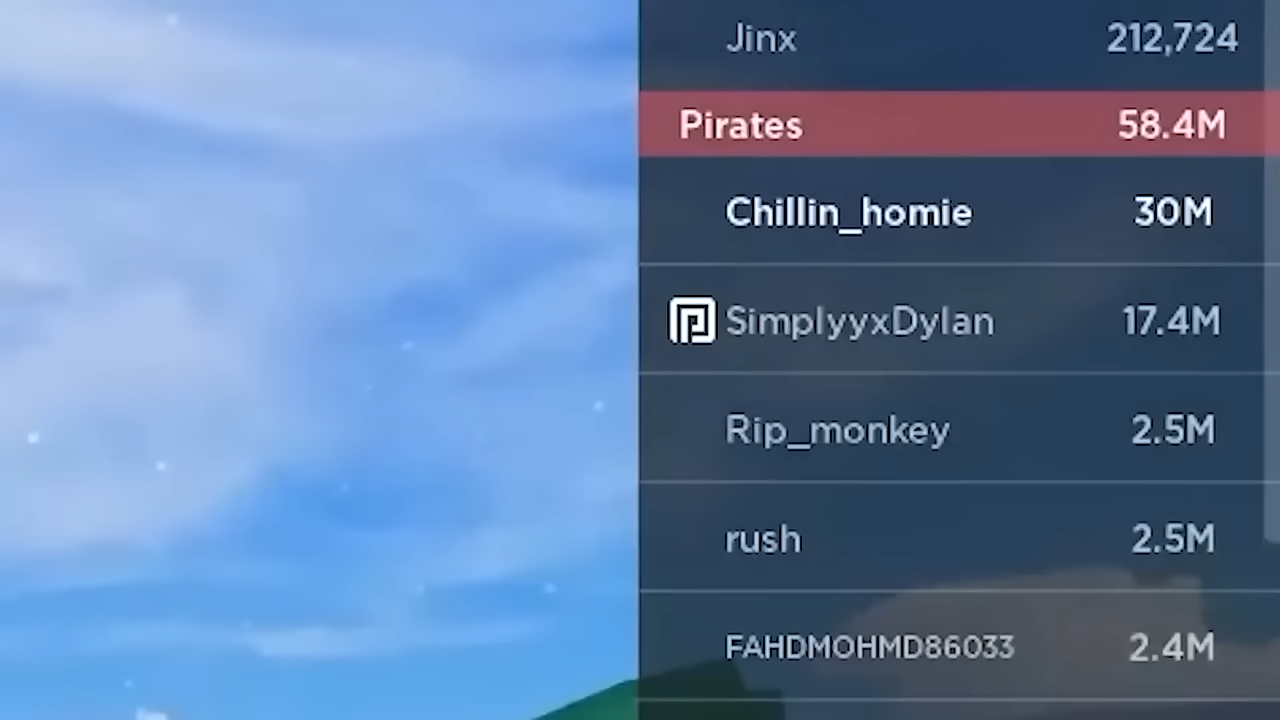 Jinx 212,724
Pirates 58.4M
Chillin_homie 30M
SimplyyxDylan 17.4M
Rip_monkey 2.5M
rush 2.5M
FAHDMOHMD86033 2.4M